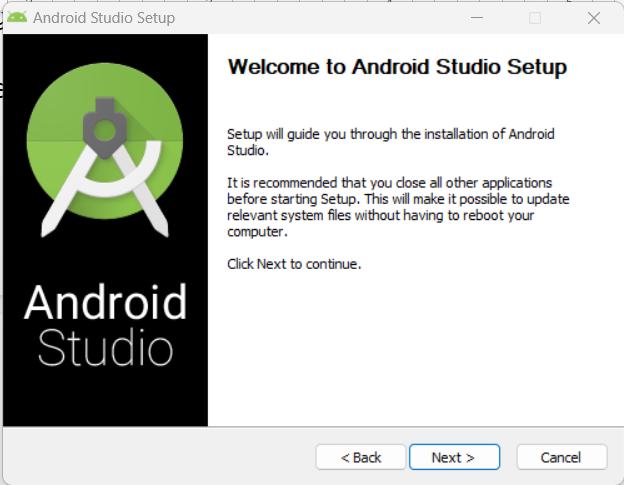 Android Studio Setup
Welcome to Android Studio Setup
Setup will guide you through the installation of Android
Studio.
It is recommended that you close all other applications
before starting Setup. This will make it possible to update
relevant system files without having to reboot your
computer.
Click Next to continue.
Android
Studio
< Back
Next >
Cancel